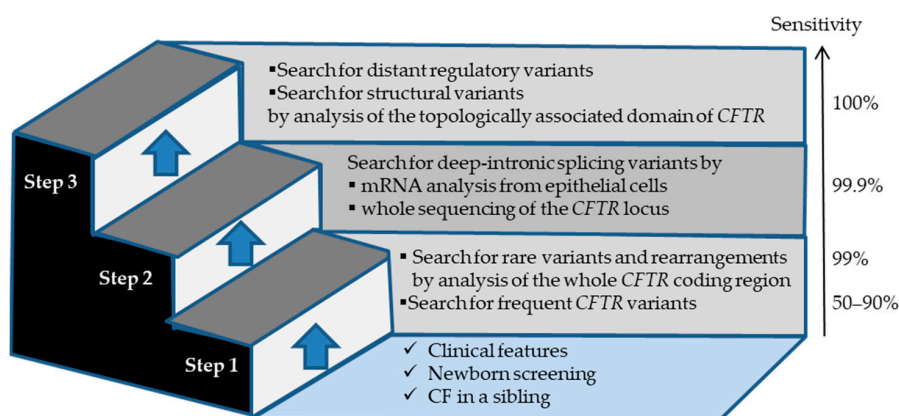 Sensitivity
▪Search for distant regulatory variants
▪Search for structural variants
by analysis of the topologically associated domain of CFTR
100%
Step 3
Search for deep-intronic splicing variants by
▪ mRNA analysis from epithelial cells
▪ whole sequencing of the CFTR locus
99.9%
Step 2
▪ Search for rare variants and rearrangements
by analysis of the whole CFTR coding region
▪Search for frequent CFTR variants
99%
50–90%
Step 1
✓ Clinical features
✓ Newborn screening
✓ CF in a sibling